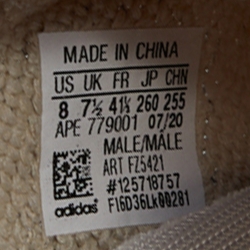 MADE IN CHINA
US UK FR JP CHN
8 7½ 41⅓ 260 255
APE 779001 07/20
MALE/MÂLE
ART FZ5421
#125718757
F16D36Lk00281
adidas